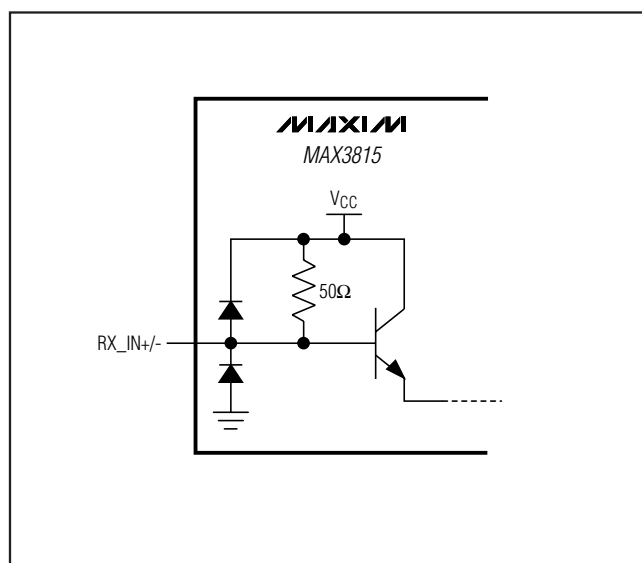 MAXIM
MAX3815
VCC
50Ω
RX_IN+/-